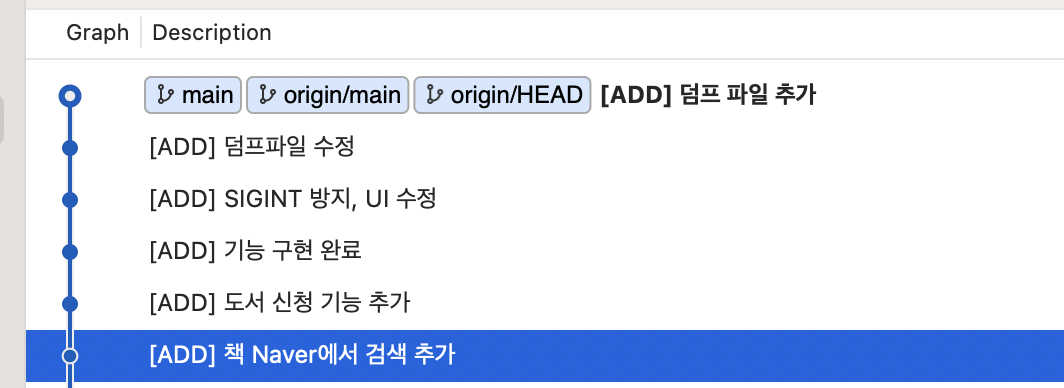 Graph Description
main origin/main origin/HEAD [ADD] 덤프 파일 추가
[ADD] 덤프파일 수정
[ADD] SIGINT 방지, UI 수정
[ADD] 기능 구현 완료
[ADD] 도서 신청 기능 추가
[ADD] 책 Naver에서 검색 추가